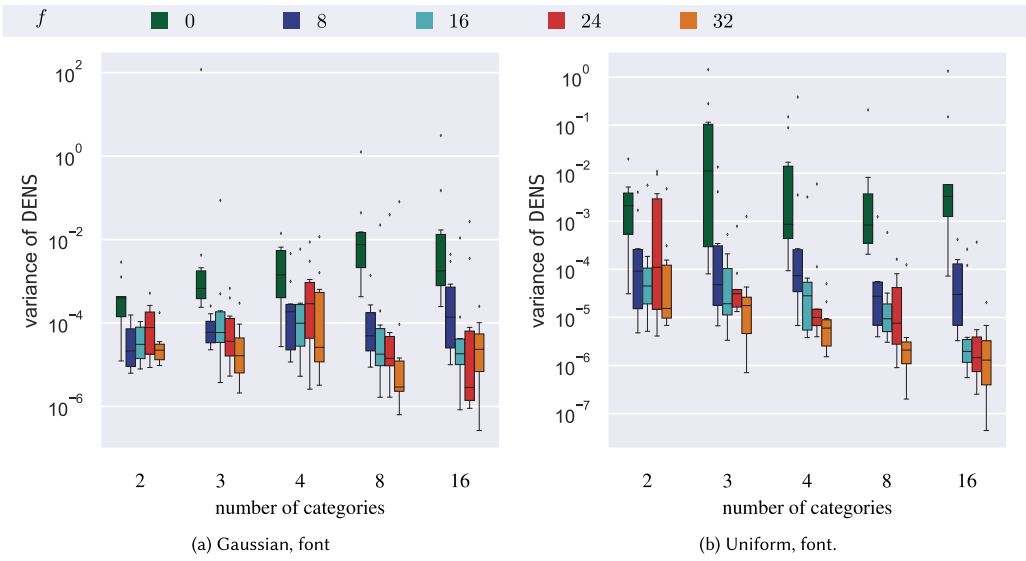 f 0 8 16 24 32
variance of DENS
10^2
10^0
10^−2
10^−4
10^−6
2 3 4 8 16
number of categories
(a) Gaussian, font
variance of DENS
10^0
10^−1
10^−2
10^−3
10^−4
10^−5
10^−6
10^−7
2 3 4 8 16
number of categories
(b) Uniform, font.